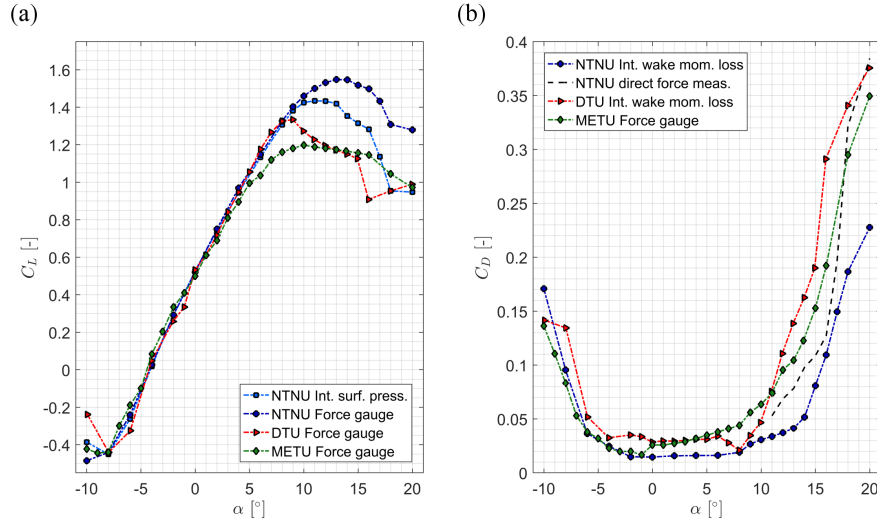 (a)
(b)
1.6
1.4
1.2
1
0.8
0.6
0.4
0.2
0
-0.2
-0.4
C_L [-]
-10 -5 0 5 10 15 20
α [°]
NTNU Int. surf. press.
NTNU Force gauge
DTU Force gauge
METU Force gauge
0.4
0.35
0.3
0.25
0.2
0.15
0.1
0.05
0
C_D [-]
-10 -5 0 5 10 15 20
α [°]
NTNU Int. wake mom. loss
NTNU direct force meas.
DTU Int. wake mom. loss
METU Force gauge